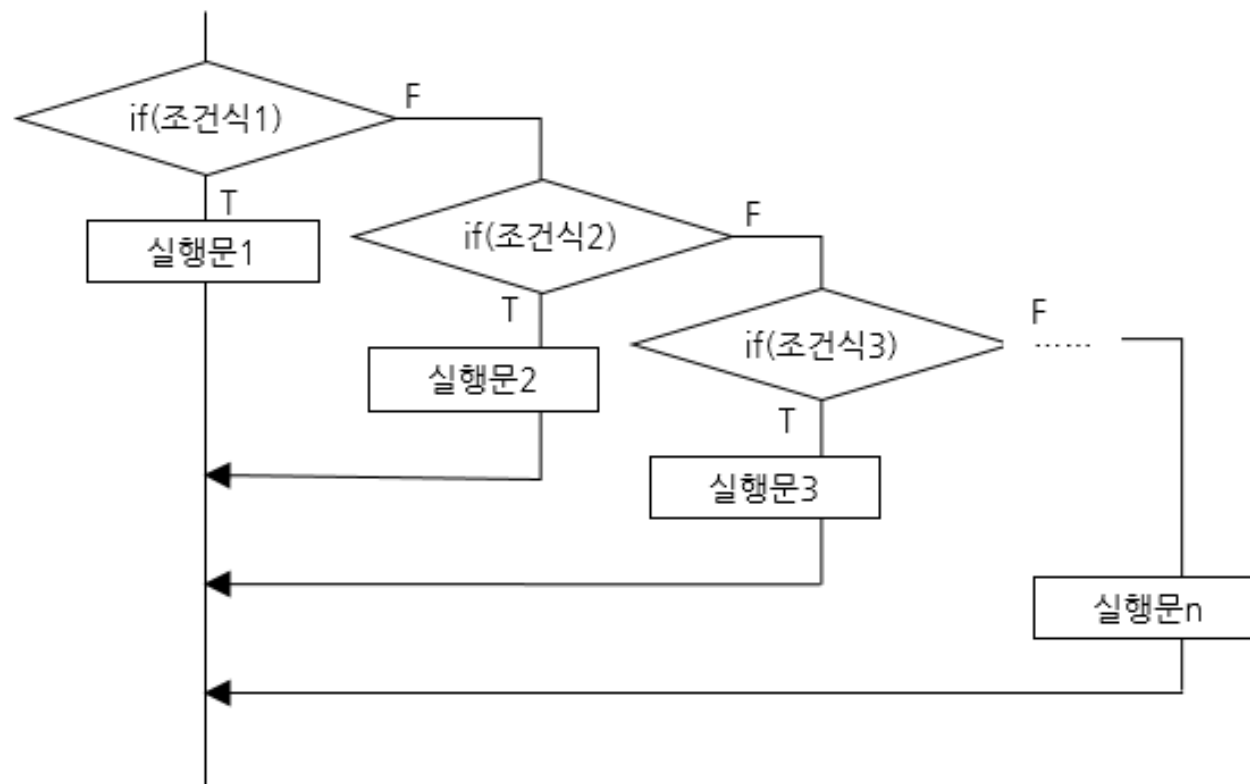 if(조건식1)
F
T
실행문1
if(조건식2)
F
T
실행문2
if(조건식3)
F
......
T
실행문3
실행문n